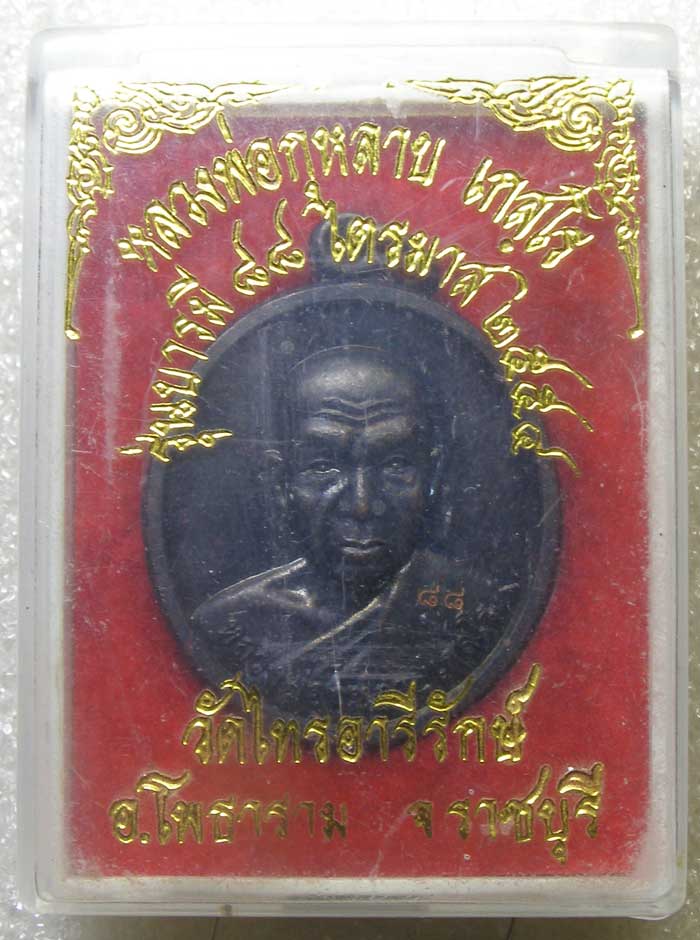 หลวงพ่อกุหลาบ เกสโร
รุ่นบารมี ๘๘ ไตรมาส ๒๕๕๔
๘๘
วัดไทรอารีรักษ์
อ.โพธาราม จ ราชบุรี